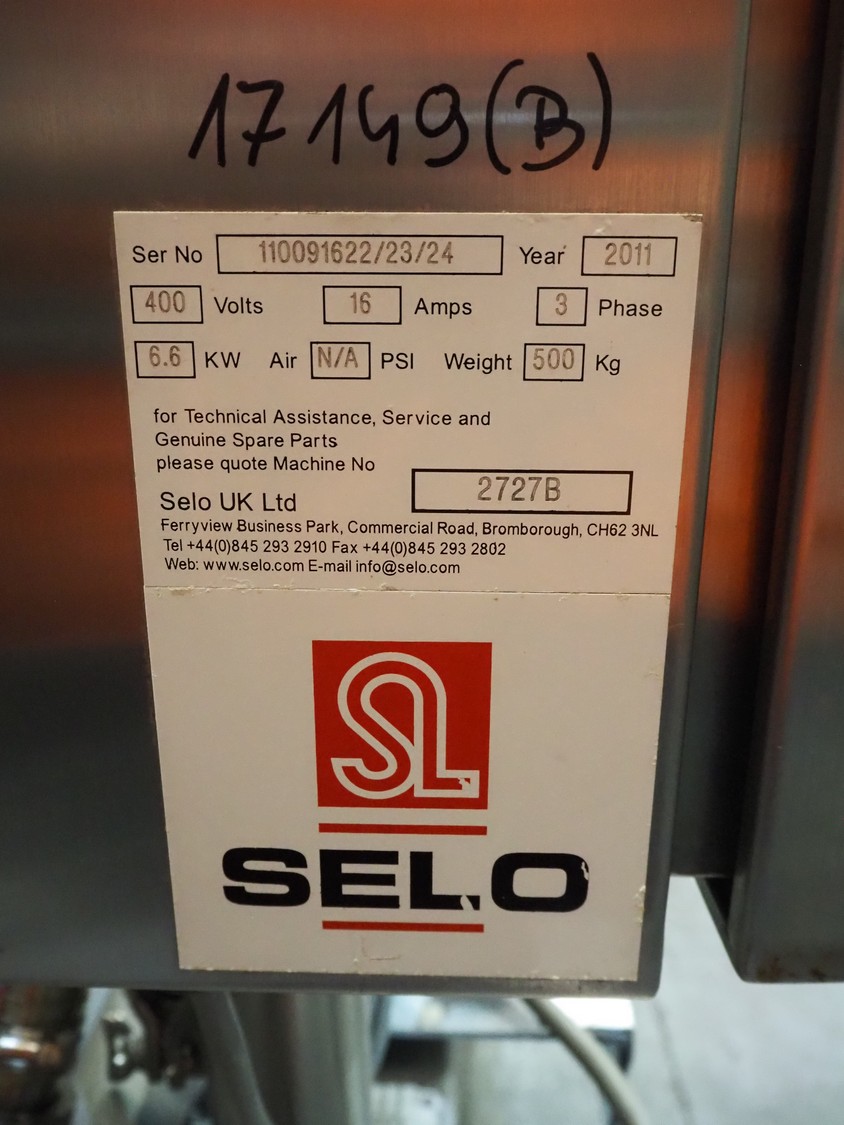 17149(B)
Ser No 110091622/23/24 Year 2011
400 Volts 16 Amps 3 Phase
6.6 KW Air N/A PSI Weight 500 Kg
for Technical Assistance, Service and
Genuine Spare Parts
please quote Machine No 2727B
Selo UK Ltd
Ferryview Business Park, Commercial Road, Bromborough, CH62 3NL
Tel +44(0)845 293 2910 Fax +44(0)845 293 2802
Web: www.selo.com E-mail info@selo.com
SL
SELO